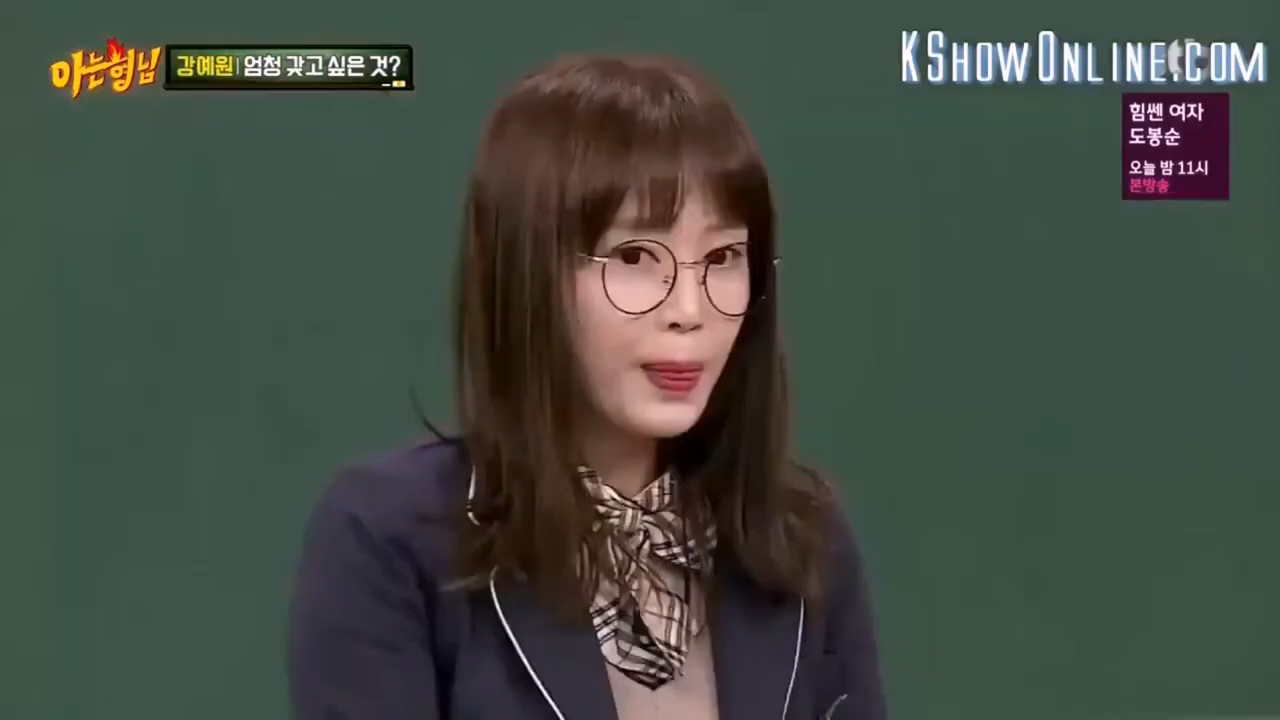 아는형님
강예원 | 엄청 갖고 싶은 것?
KSHOWONLINE.COM
힘쎈 여자
도봉순
오늘 밤 11시
본방송